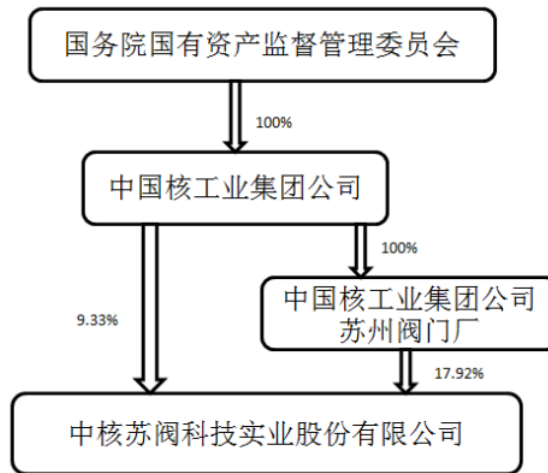 国务院国有资产监督管理委员会
100%
中国核工业集团公司
100%
9.33%
中国核工业集团公司
苏州阀门厂
17.92%
中核苏阀科技实业股份有限公司